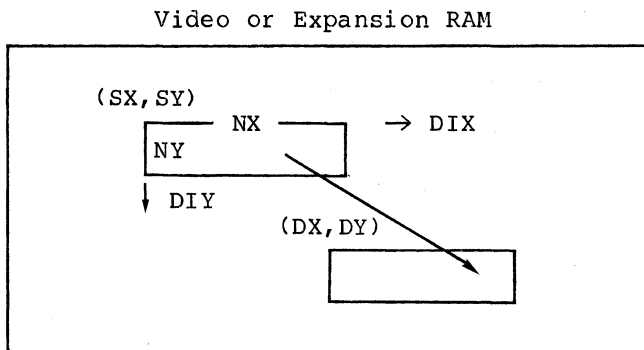 Video or Expansion RAM
(SX,SY)
NX → DIX
NY
↓ DIY
(DX,DY)